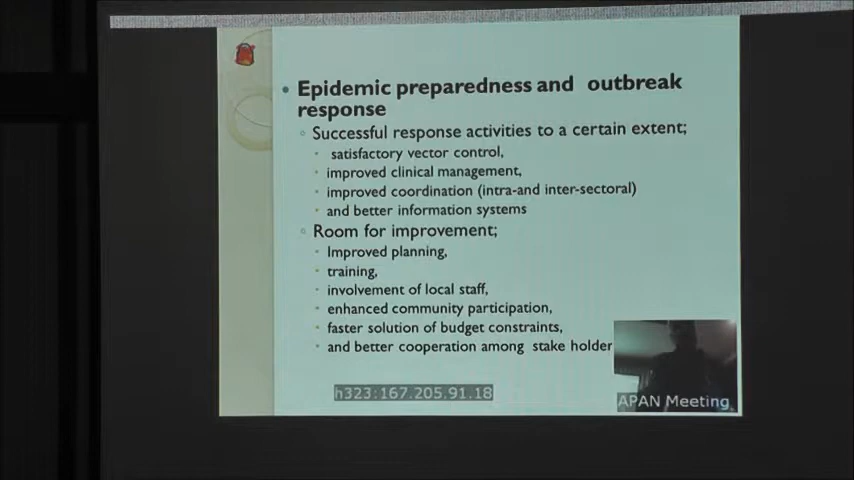 Epidemic preparedness and outbreak
response
Successful response activities to a certain extent;
satisfactory vector control,
improved clinical management,
improved coordination (intra-and inter-sectoral)
and better information systems
Room for improvement;
Improved planning,
training,
involvement of local staff,
enhanced community participation,
faster solution of budget constraints,
and better cooperation among stake holder
h323:167.205.91.18
APAN Meeting